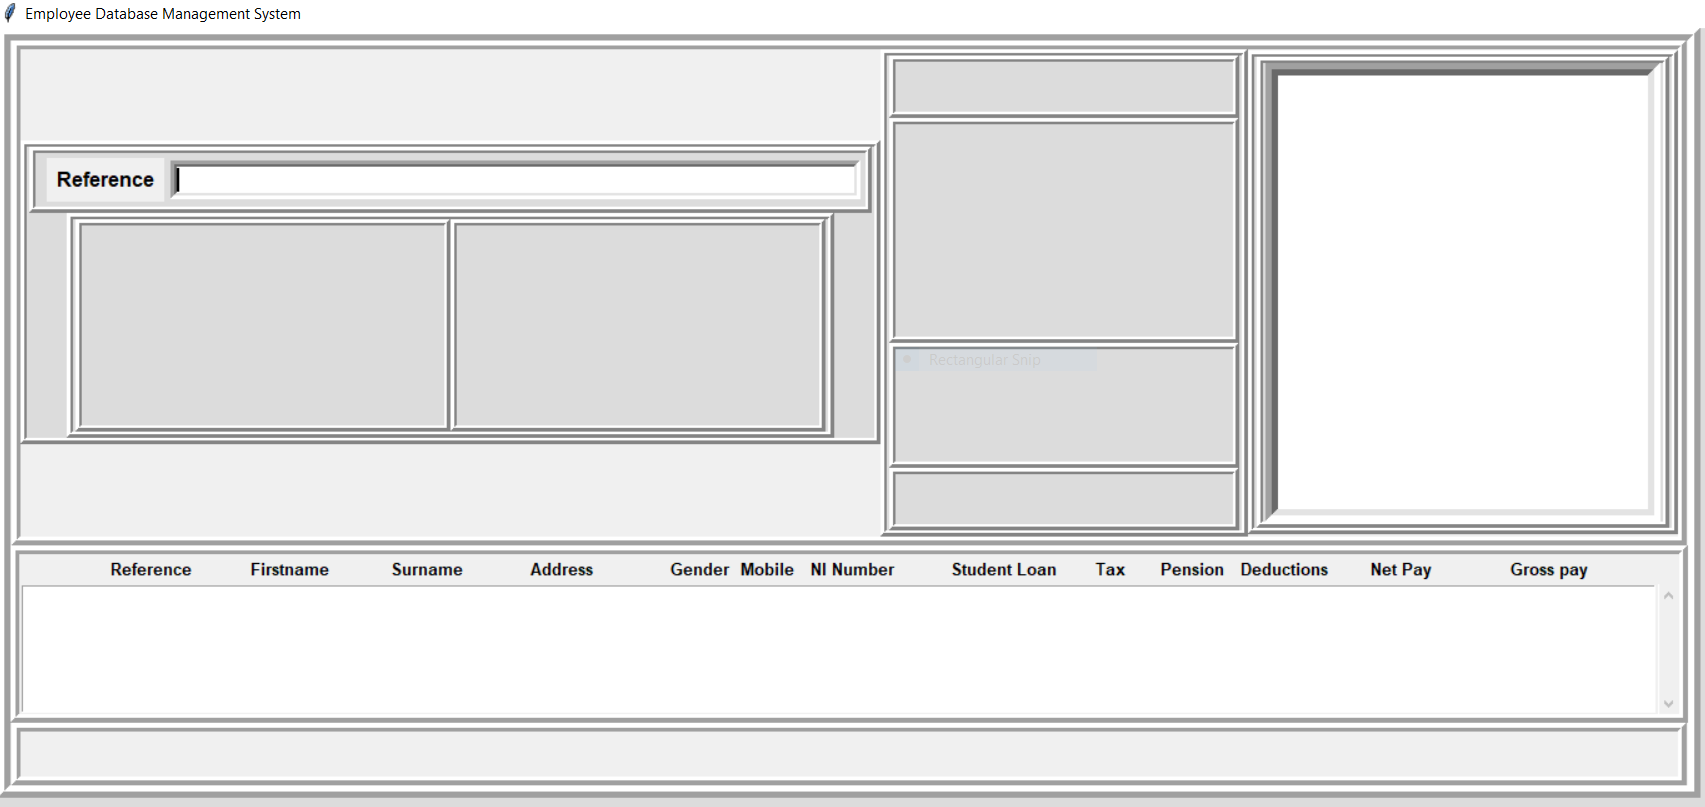 Employee Database Management System
Reference
Rectangular Snip
Reference Firstname Surname Address Gender Mobile NI Number Student Loan Tax Pension Deductions Net Pay Gross pay